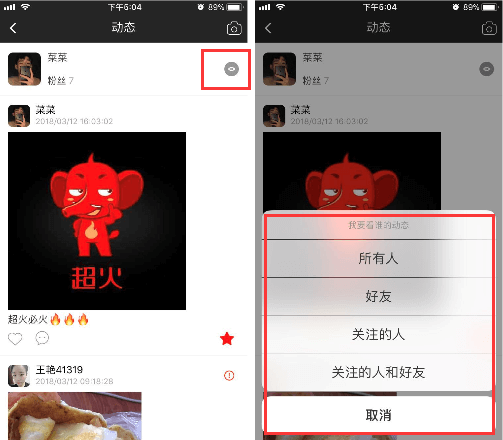 下午5:04
89%
动态
菜菜
粉丝 7
菜菜
2018/03/12 16:03:02
超火
超火必火🔥🔥🔥
王艳41319
2018/03/12 09:18:28
下午5:04
89%
动态
菜菜
粉丝 7
菜菜
2018/03/12 16:03:02
我要看谁的动态
所有人
好友
关注的人
关注的人和好友
取消